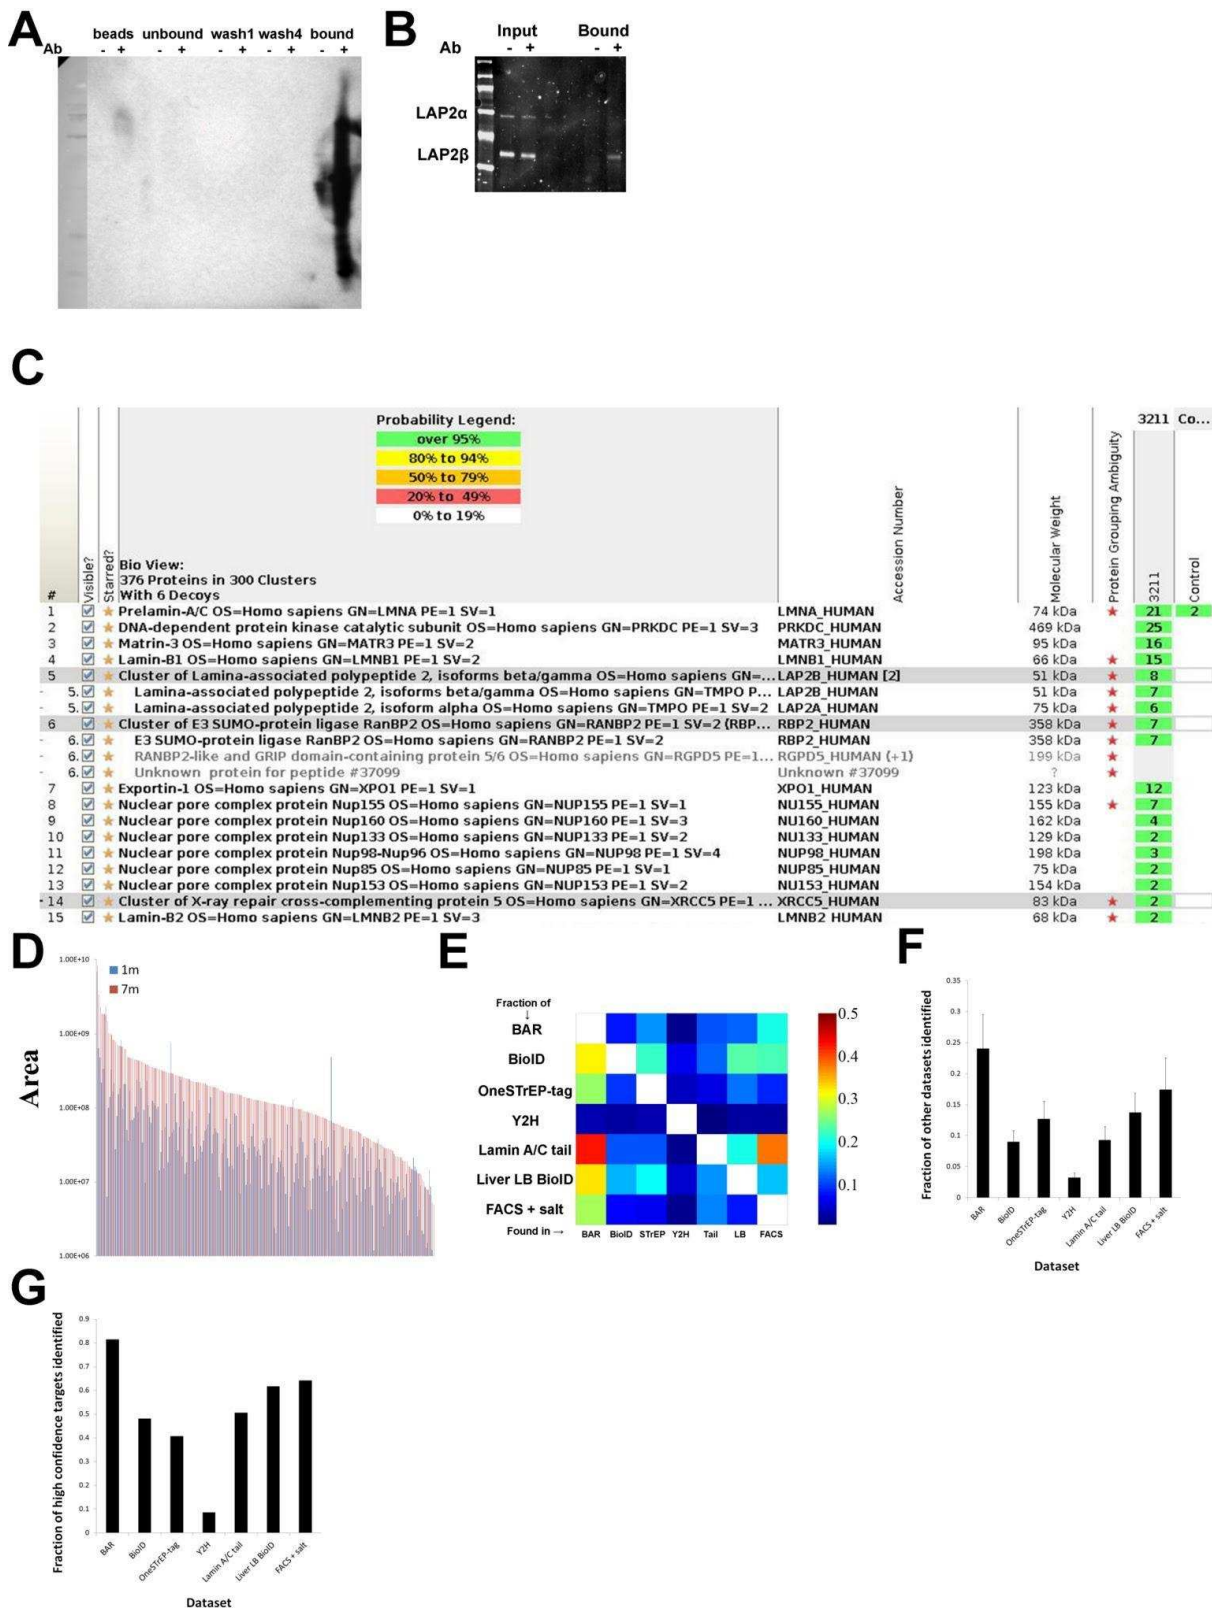 A
beads unbound wash1 wash4 bound
Ab - + - + - + - + - +
B
Input Bound
Ab - + - +
LAP2α
LAP2β
C
Probability Legend:
over 95%
80% to 94%
50% to 79%
20% to 49%
0% to 19%
Bio View:
376 Proteins in 300 Clusters
With 6 Decoys
# Visible? Starred? Accession Number Molecular Weight Protein Grouping Ambiguity 3211 3211 Co... Control
1 Prelamin-A/C OS=Homo sapiens GN=LMNA PE=1 SV=1 LMNA_HUMAN 74 kDa 21 2
2 DNA-dependent protein kinase catalytic subunit OS=Homo sapiens GN=PRKDC PE=1 SV=3 PRKDC_HUMAN 469 kDa 25
3 Matrin-3 OS=Homo sapiens GN=MATR3 PE=1 SV=2 MATR3_HUMAN 95 kDa 16
4 Lamin-B1 OS=Homo sapiens GN=LMNB1 PE=1 SV=2 LMNB1_HUMAN 66 kDa 15
5 Cluster of Lamina-associated polypeptide 2, isoforms beta/gamma OS=Homo sapiens GN=... LAP2B_HUMAN [2] 51 kDa 8
5. Lamina-associated polypeptide 2, isoforms beta/gamma OS=Homo sapiens GN=TMPO P... LAP2B_HUMAN 51 kDa 7
5. Lamina-associated polypeptide 2, isoform alpha OS=Homo sapiens GN=TMPO PE=1 SV=2 LAP2A_HUMAN 75 kDa 6
6 Cluster of E3 SUMO-protein ligase RanBP2 OS=Homo sapiens GN=RANBP2 PE=1 SV=2 (RBP... RBP2_HUMAN 358 kDa 7
6. E3 SUMO-protein ligase RanBP2 OS=Homo sapiens GN=RANBP2 PE=1 SV=2 RBP2_HUMAN 358 kDa 7
6. RANBP2-like and GRIP domain-containing protein 5/6 OS=Homo sapiens GN=RGPD5 PE=1... RGPD5_HUMAN (+1) 199 kDa
6. Unknown protein for peptide #37099 Unknown #37099 ?
7 Exportin-1 OS=Homo sapiens GN=XPO1 PE=1 SV=1 XPO1_HUMAN 123 kDa 12
8 Nuclear pore complex protein Nup155 OS=Homo sapiens GN=NUP155 PE=1 SV=1 NU155_HUMAN 155 kDa 7
9 Nuclear pore complex protein Nup160 OS=Homo sapiens GN=NUP160 PE=1 SV=3 NU160_HUMAN 162 kDa 4
10 Nuclear pore complex protein Nup133 OS=Homo sapiens GN=NUP133 PE=1 SV=2 NU133_HUMAN 129 kDa 2
11 Nuclear pore complex protein Nup98-Nup96 OS=Homo sapiens GN=NUP98 PE=1 SV=4 NUP98_HUMAN 198 kDa 3
12 Nuclear pore complex protein Nup85 OS=Homo sapiens GN=NUP85 PE=1 SV=1 NUP85_HUMAN 75 kDa 2
13 Nuclear pore complex protein Nup153 OS=Homo sapiens GN=NUP153 PE=1 SV=2 NU153_HUMAN 154 kDa 2
14 Cluster of X-ray repair cross-complementing protein 5 OS=Homo sapiens GN=XRCC5 PE=1 ... XRCC5_HUMAN 83 kDa 2
15 Lamin-B2 OS=Homo sapiens GN=LMNB2 PE=1 SV=3 LMNB2 HUMAN 68 kDa 2
D
1.00E+10
1.00E+09
1.00E+08
1.00E+07
1.00E+06
Area
1m
7m
E
Fraction of
↓
BAR
BioID
OneSTrEP-tag
Y2H
Lamin A/C tail
Liver LB BioID
FACS + salt
Found in → BAR BioID STrEP Y2H Tail LB FACS
0.5
0.4
0.3
0.2
0.1
F
Fraction of other datasets identified
0.35
0.3
0.25
0.2
0.15
0.1
0.05
0
BAR BioID OneSTrEP-tag Y2H Lamin A/C tail Liver LB BioID FACS + salt
Dataset
G
Fraction of high confidence targets identified
0.9
0.8
0.7
0.6
0.5
0.4
0.3
0.2
0.1
0
BAR BioID OneSTrEP-tag Y2H Lamin A/C tail Liver LB BioID FACS + salt
Dataset